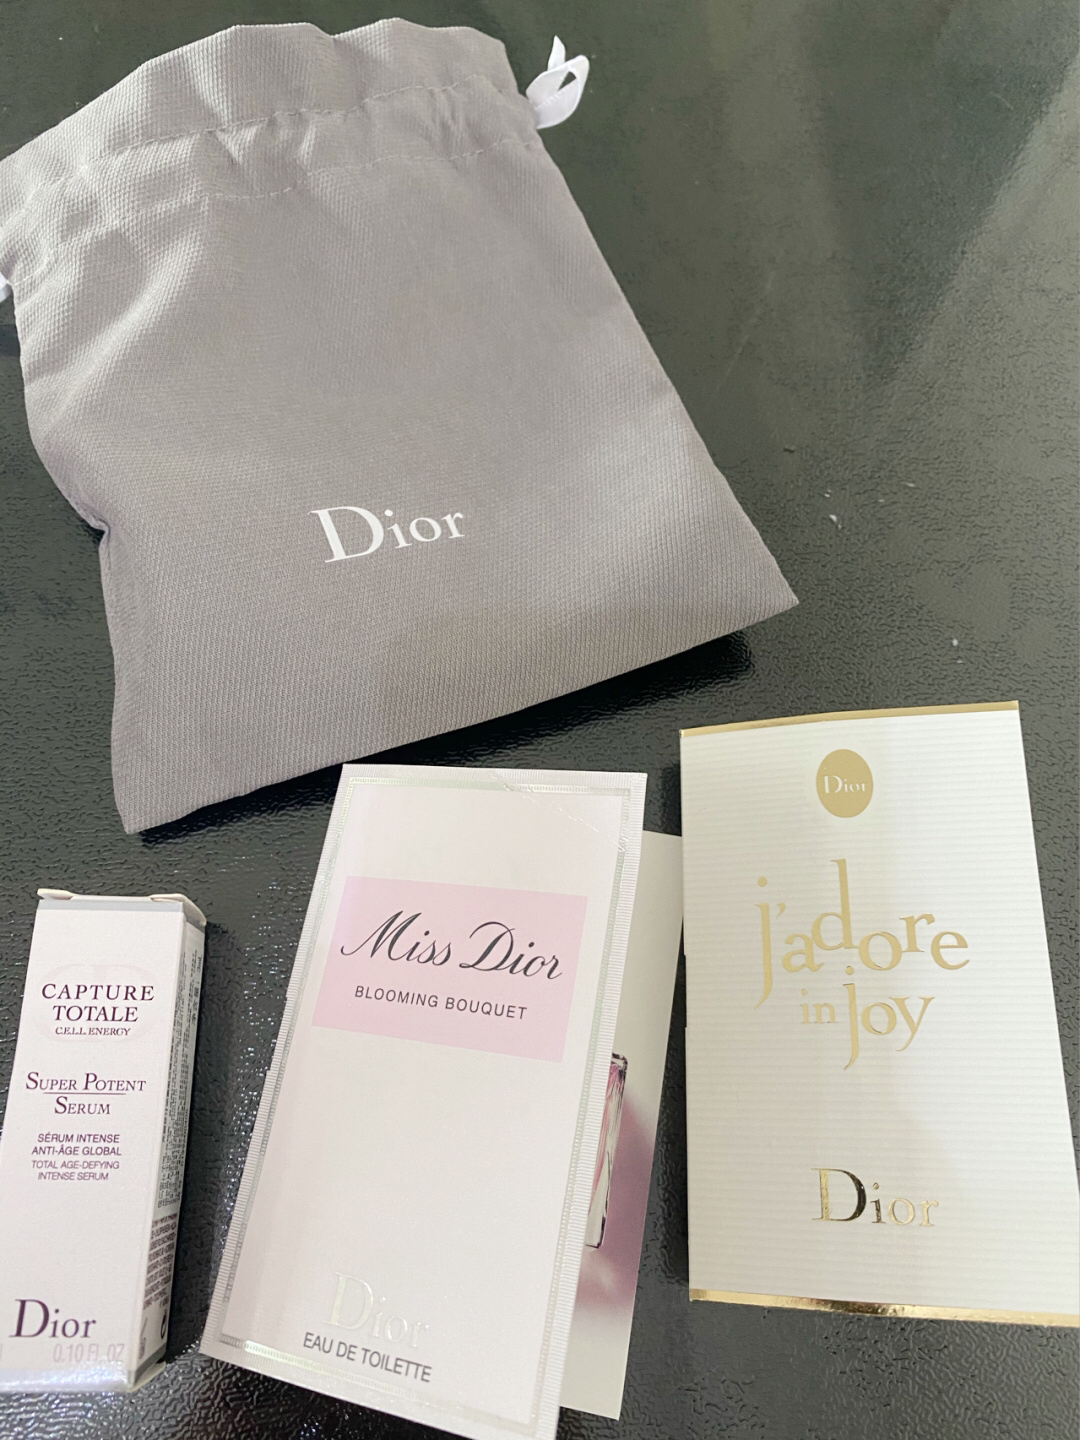 Dior
CAPTURE
TOTALE
C.E.L.L. ENERGY
SUPER POTENT
SERUM
SÉRUM INTENSE
ANTI-ÂGE GLOBAL
TOTAL AGE-DEFYING
INTENSE SERUM
Dior
0.10 FL.OZ
Miss Dior
BLOOMING BOUQUET
Dior
EAU DE TOILETTE
Dior
j'adore
in joy
Dior